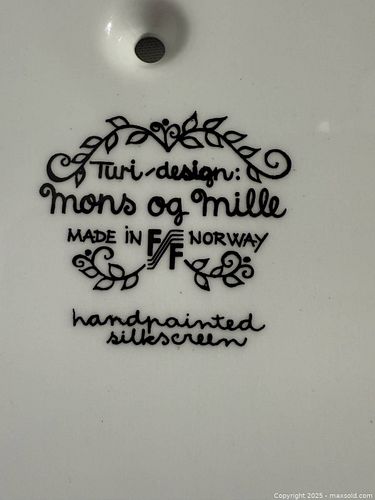 Turi-design:
mons og mille
MADE IN FF NORWAY
handpainted
silkscreen
Copyright © 2025 - maxsold.com